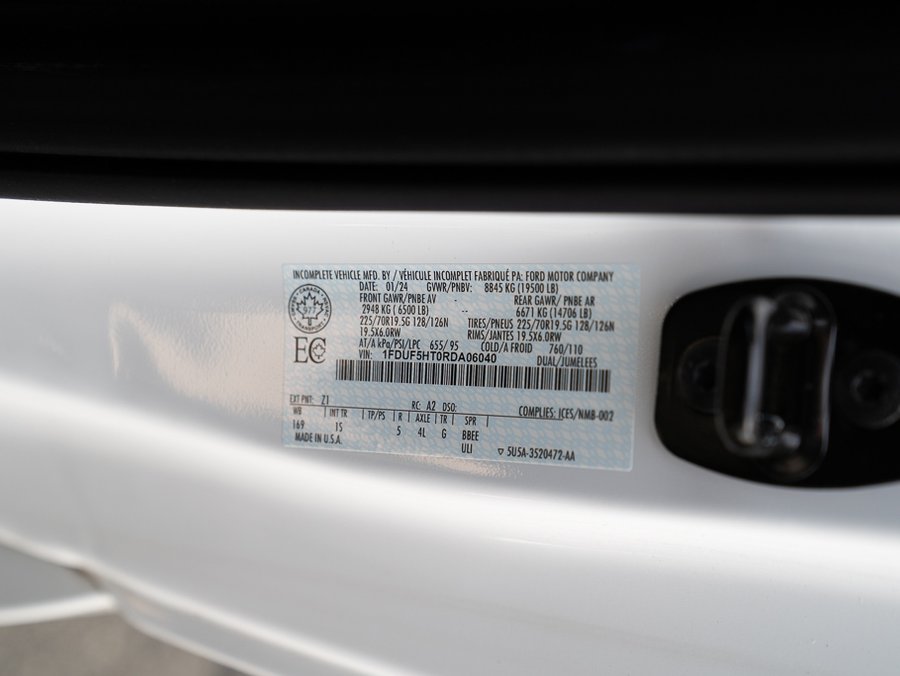 INCOMPLETE VEHICLE MFD. BY / VÉHICULE INCOMPLET FABRIQUÉ PA: FORD MOTOR COMPANY
DATE: 01/24 GVWR/PNBV: 8845 KG (19500 LB)
FRONT GAWR/PNBE AV - REAR GAWR/ PNBE AR
2948 KG (6500 LB) -- 6671 KG (14706 LB)
225/70R19.5G 128/126N TIRES/PNEUS 225/70R19.5G 128/126N
19.5X6.0RW RIMS/JANTES 19.5X6.0RW
AT/A kPa/PSI/LPC 655/ 95 COLD/A FROID 760/110
VIN: 1FDUF5HT0RDA06040 DUAL/JUMELÉS
CANADA
977
TRANSPORT
EC
EXT PNT: Z1 RC: A2 DSO: COMPLIES: ICES/NMB-002
WB INT TR TP/PS R AXLE TR SPR
169 IS 5 4L G BBEE
MADE IN U.S.A. ULI 5U5A-3520472-AA